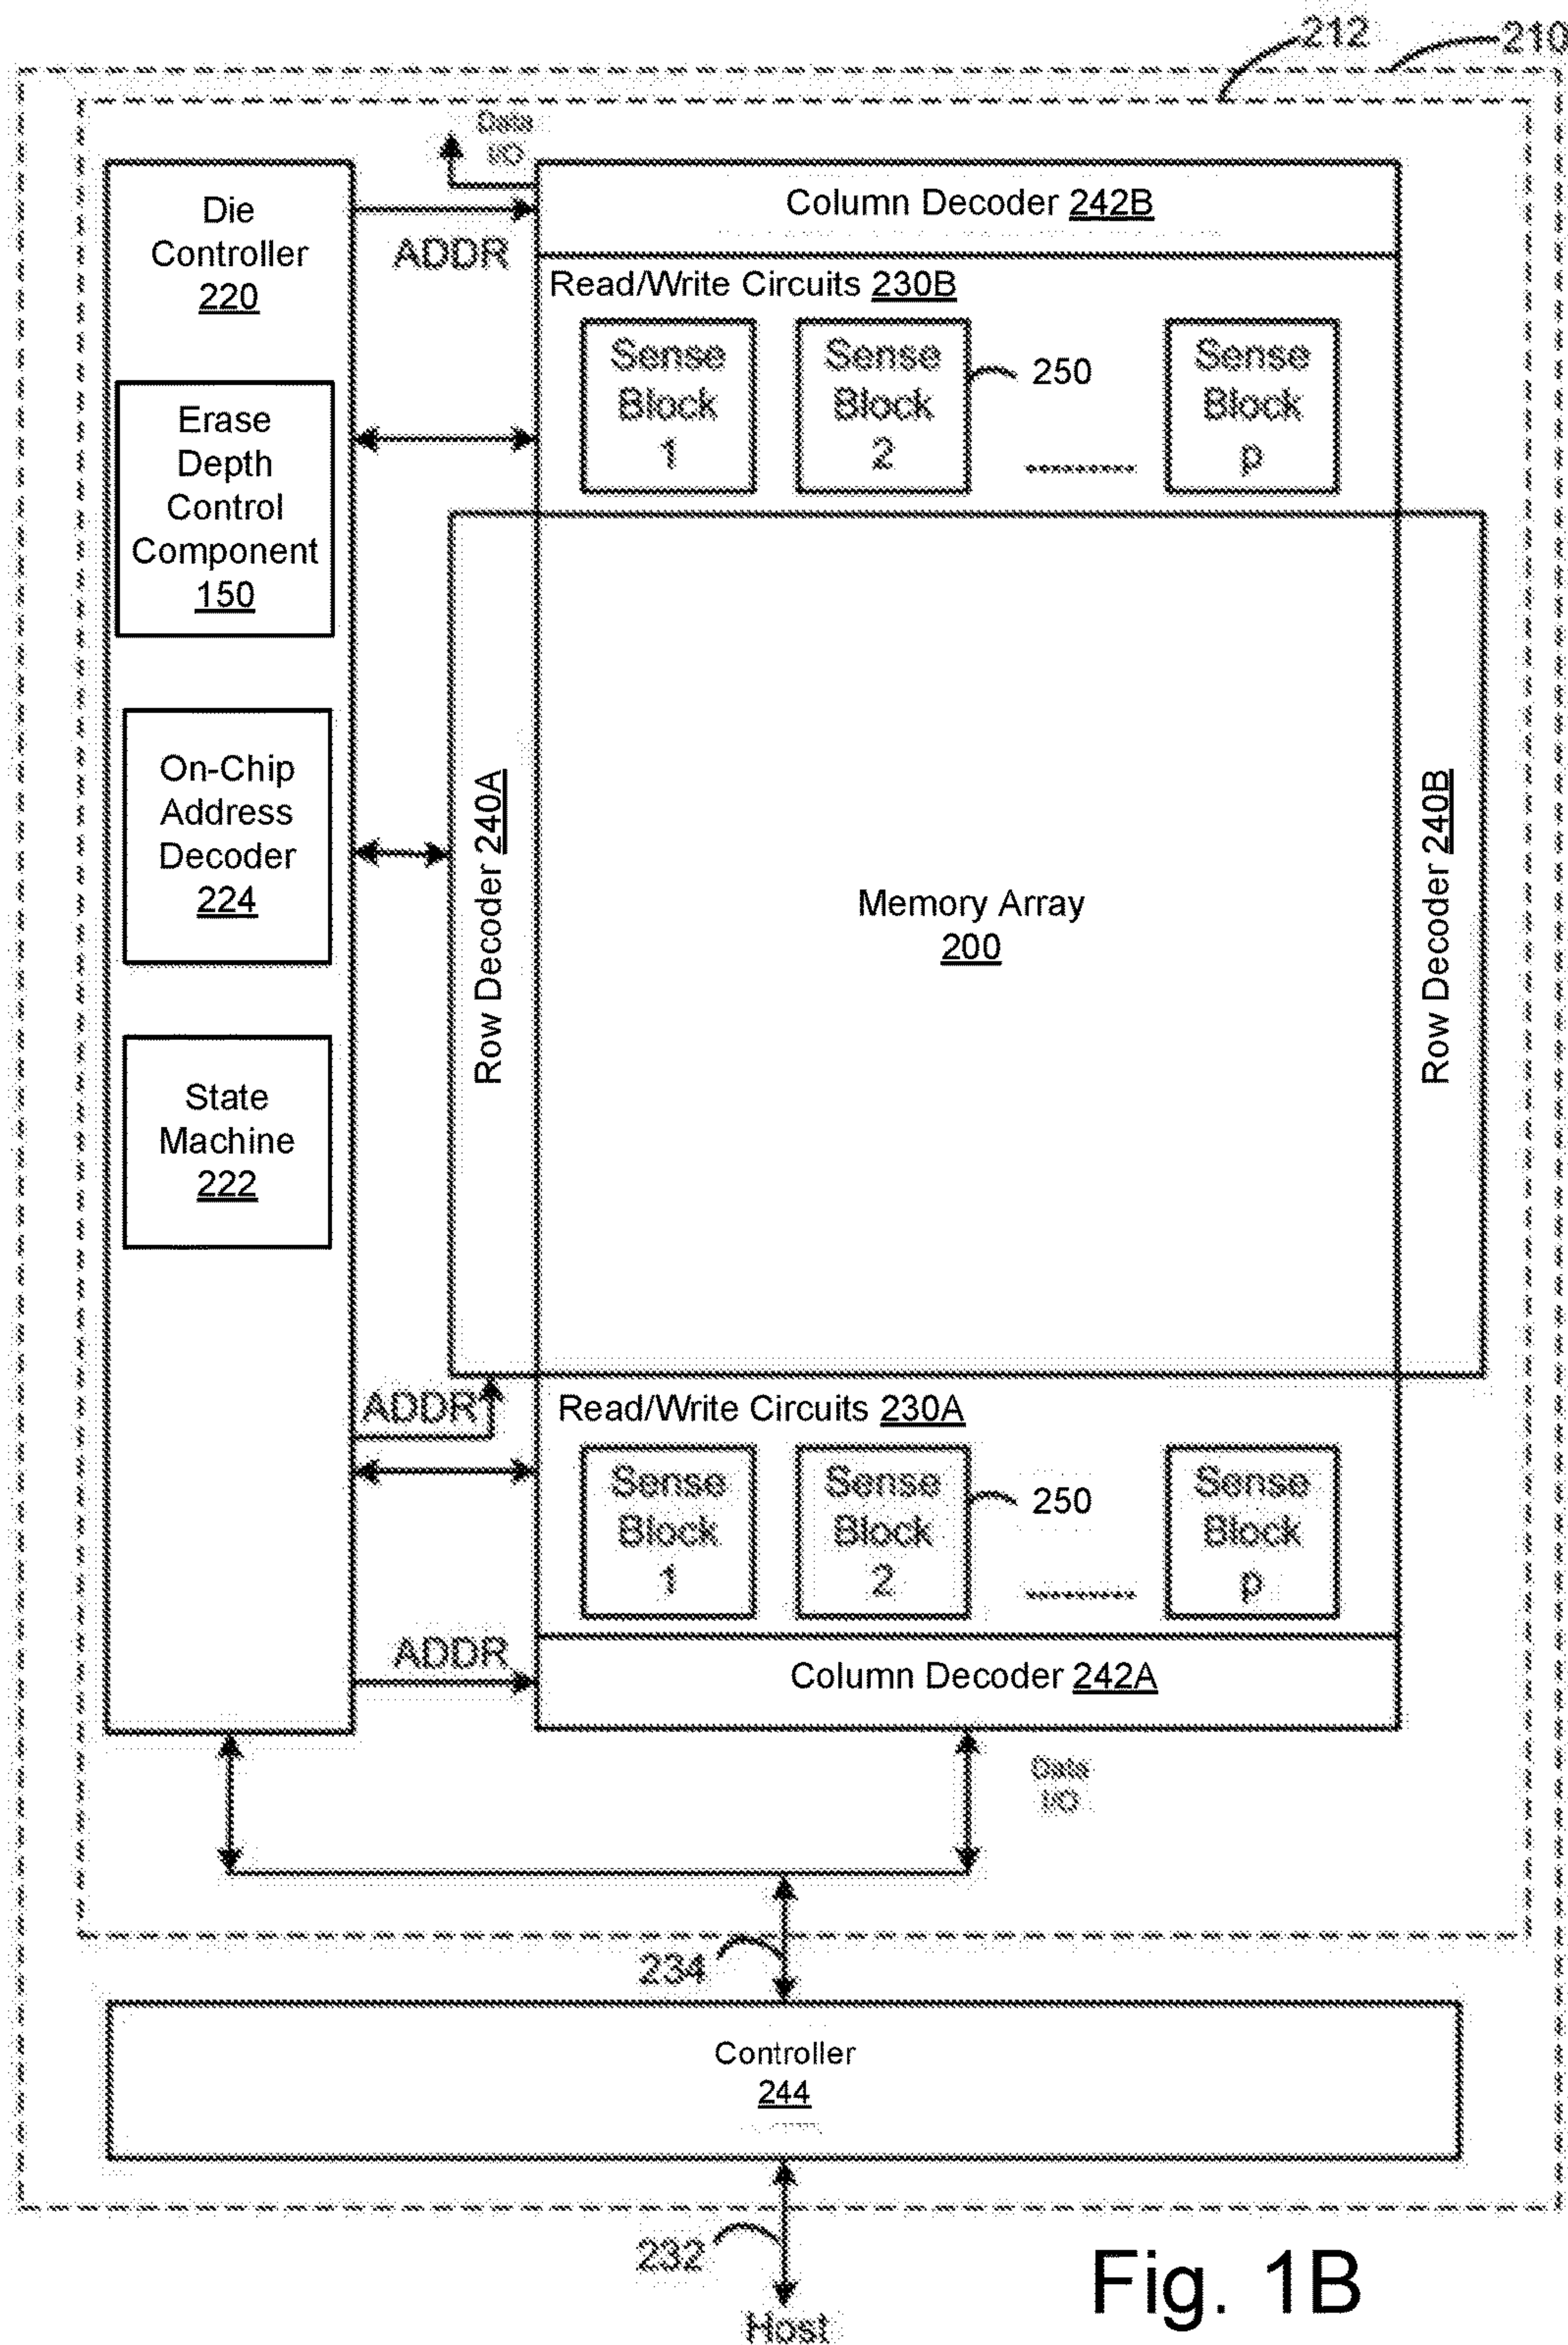 212
210
Data
I/O
Die
Controller
220
ADDR
Column Decoder 242B
Read/Write Circuits 230B
Sense
Block
1
Sense
Block
2
250
Sense
Block
p
Erase
Depth
Control
Component
150
On-Chip
Address
Decoder
224
State
Machine
222
Row Decoder 240A
Memory Array
200
Row Decoder 240B
ADDR
Read/Write Circuits 230A
Sense
Block
1
Sense
Block
2
250
Sense
Block
p
ADDR
Column Decoder 242A
Data
I/O
234
Controller
244
232
Host
Fig. 1B